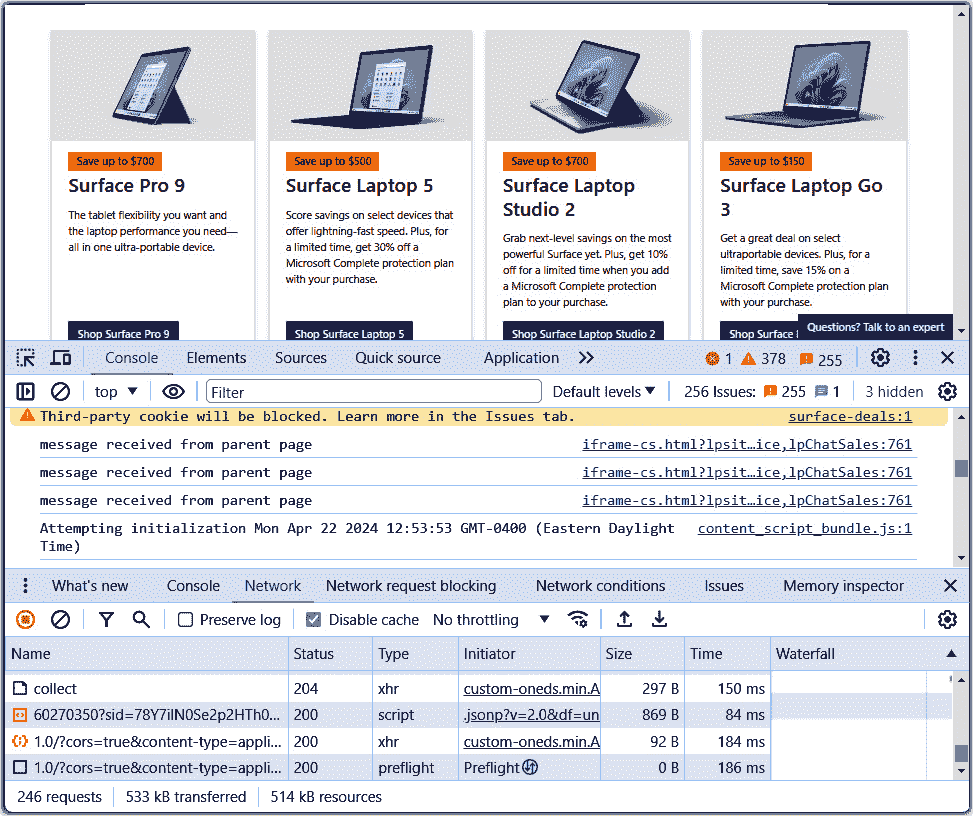 Save up to $700
Surface Pro 9
The tablet flexibility you want and
the laptop performance you need—
all in one ultra-portable device.
Shop Surface Pro 9
Save up to $500
Surface Laptop 5
Score savings on select devices that
offer lightning-fast speed. Plus, for
a limited time, get 30% off a
Microsoft Complete protection plan
with your purchase.
Shop Surface Laptop 5
Save up to $700
Surface Laptop
Studio 2
Grab next-level savings on the most
powerful Surface yet. Plus, get 10%
off for a limited time when you add
a Microsoft Complete protection
plan to your purchase.
Shop Surface Laptop Studio 2
Save up to $150
Surface Laptop Go
3
Get a great deal on select
ultraportable devices. Plus, for a
limited time, save 15% on a
Microsoft Complete protection plan
with your purchase.
Shop Surface
Questions? Talk to an expert
Console Elements Sources Quick source Application 1 378 255
top Filter Default levels 256 Issues: 255 1 3 hidden
Third-party cookie will be blocked. Learn more in the Issues tab. surface-deals:1
message received from parent page iframe-cs.html?lpsit…ice,lpChatSales:761
message received from parent page iframe-cs.html?lpsit…ice,lpChatSales:761
message received from parent page iframe-cs.html?lpsit…ice,lpChatSales:761
Attempting initialization Mon Apr 22 2024 12:53:53 GMT-0400 (Eastern Daylight content_script_bundle.js:1
Time)
What's new Console Network Network request blocking Network conditions Issues Memory inspector
Preserve log Disable cache No throttling
Name Status Type Initiator Size Time Waterfall
collect 204 xhr custom-oneds.min.A 297 B 150 ms
60270350?sid=78Y7iIN0Se2p2HTh0... 200 script .jsonp?v=2.0&df=un 869 B 84 ms
1.0/?cors=true&content-type=appli... 200 xhr custom-oneds.min.A 92 B 184 ms
1.0/?cors=true&content-type=appli... 200 preflight Preflight 0 B 186 ms
246 requests 533 kB transferred 514 kB resources